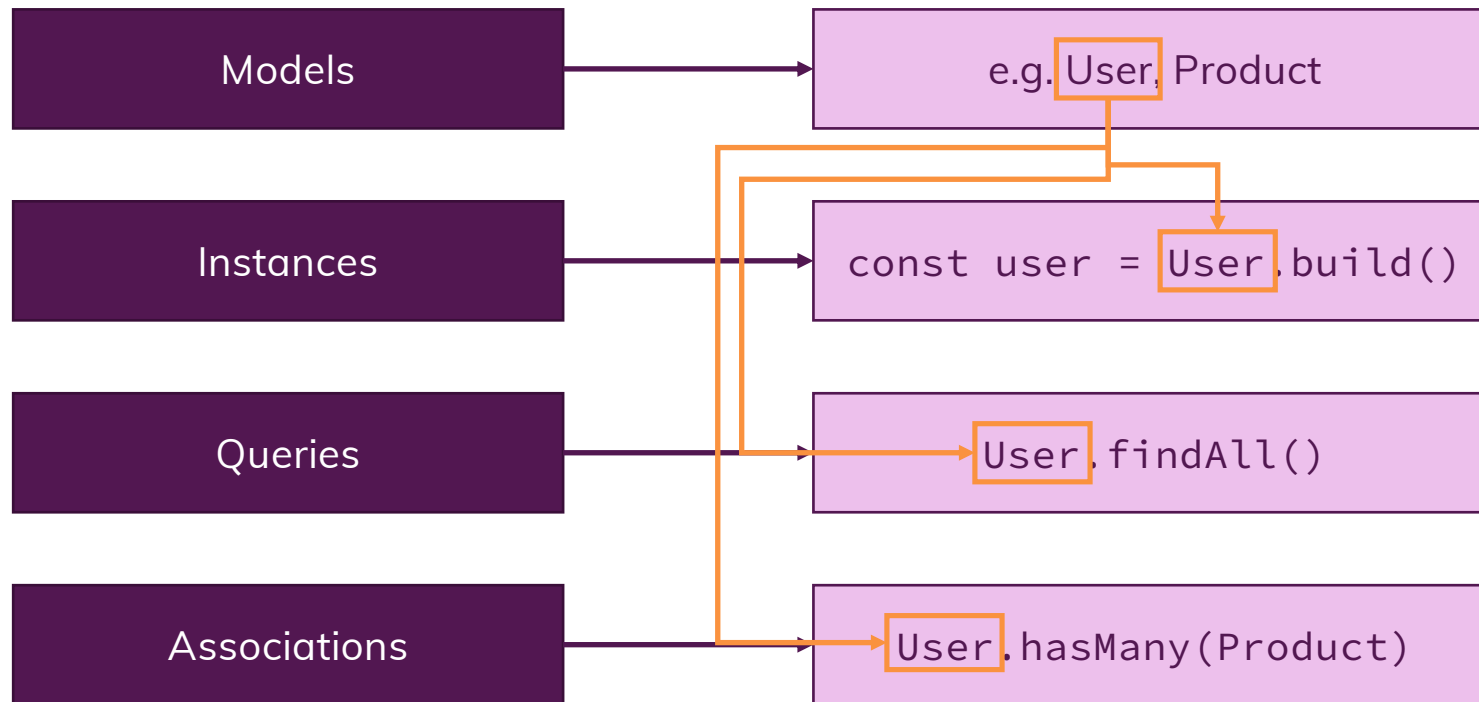 Models
e.g. User, Product
Instances
const user = User.build()
Queries
User.findAll()
Associations
User.hasMany(Product)